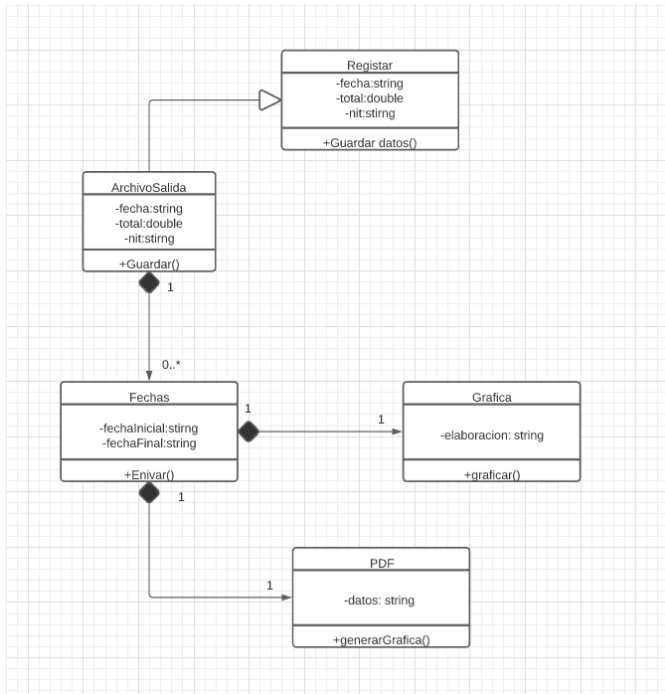 Registar
-fecha:string
-total:double
-nit:stirng
+Guardar datos()
ArchivoSalida
-fecha:string
-total:double
-nit:stirng
+Guardar()
1
0..*
Fechas
-fechaInicial:stirng
-fechaFinal:string
+Enivar()
1
1
Grafica
-elaboracion: string
+graficar()
1
1
PDF
-datos: string
+generarGrafica()